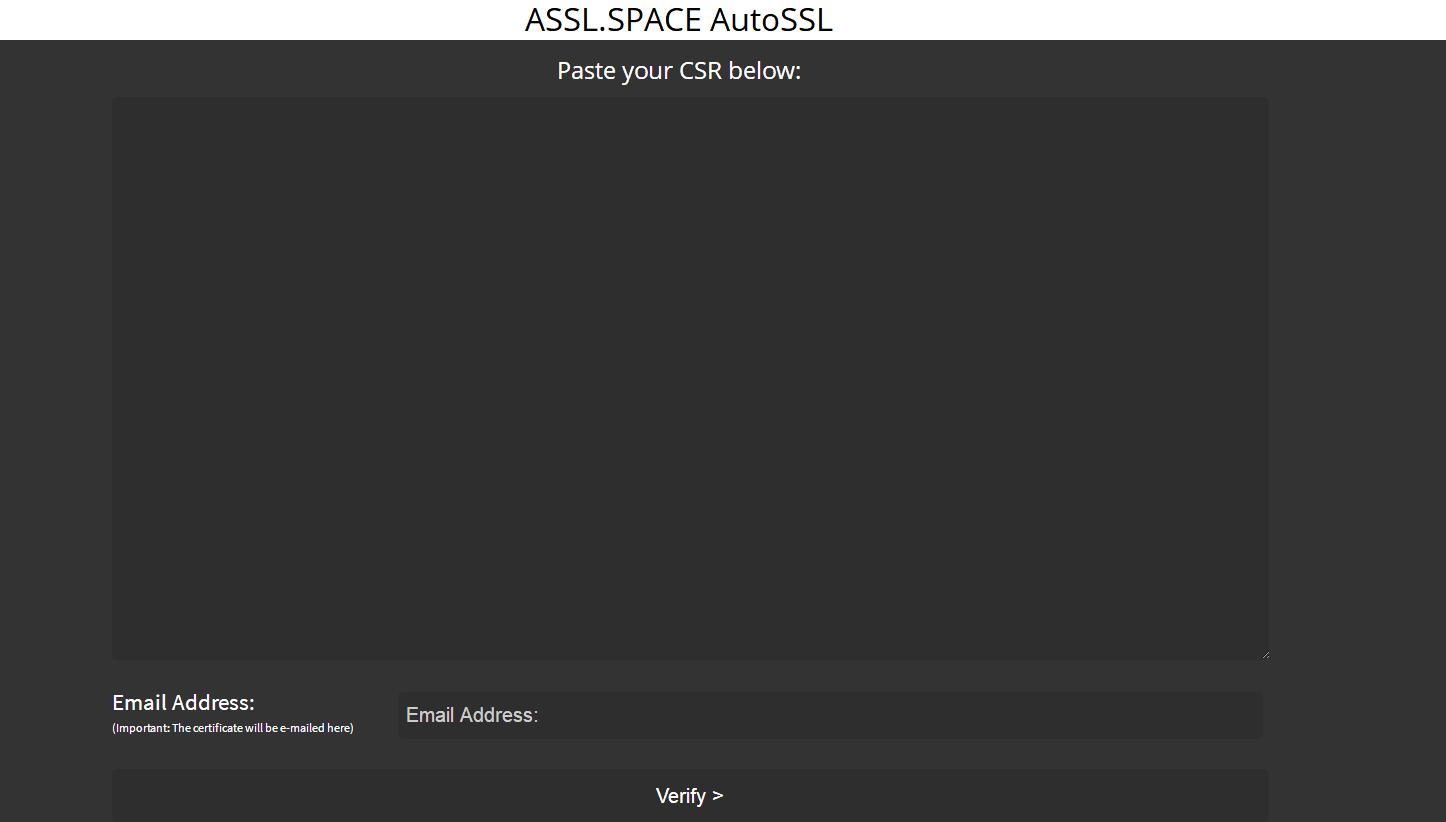 ASSL.SPACE AutoSSL
Paste your CSR below:
Email Address:
(Important: The certificate will be e-mailed here)
Email Address:
Verify >